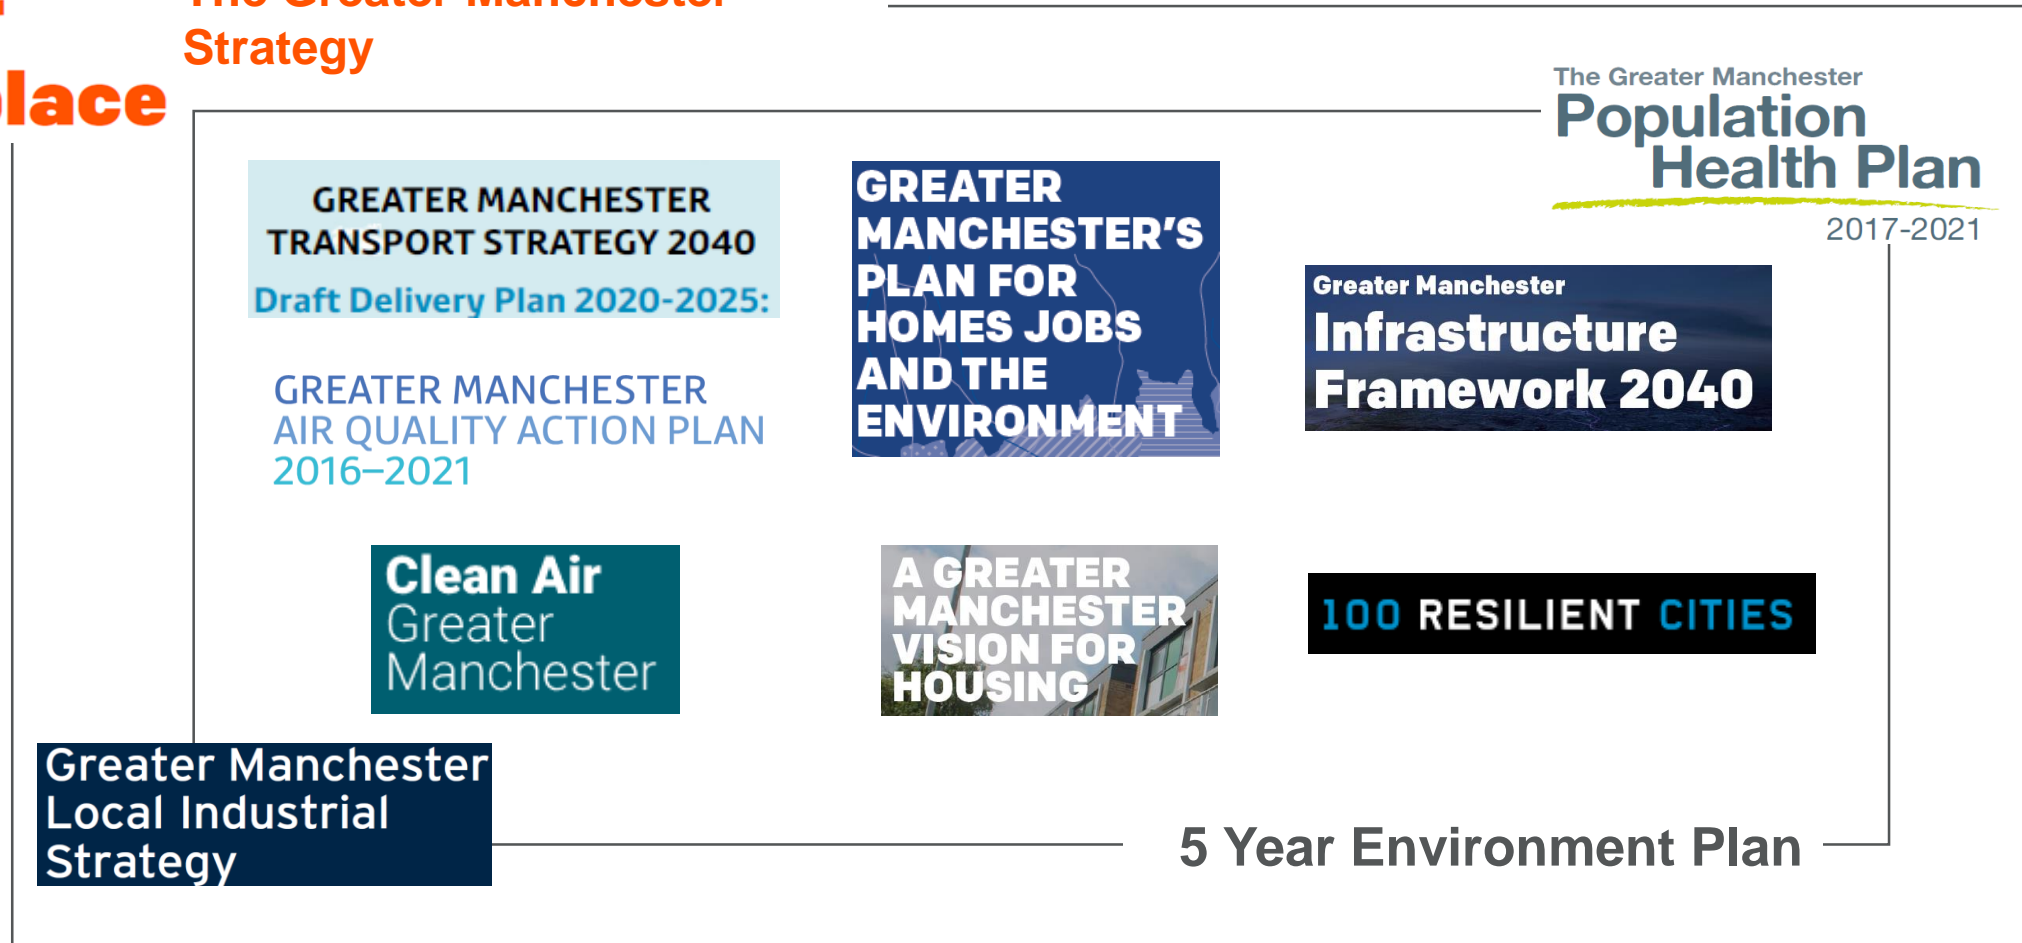 The Greater Manchester
Strategy
lace
The Greater Manchester
Population
Health Plan
2017-2021
GREATER MANCHESTER
TRANSPORT STRATEGY 2040
Draft Delivery Plan 2020-2025:
GREATER
MANCHESTER'S
PLAN FOR
HOMES JOBS
AND THE
ENVIRONMENT
Greater Manchester
Infrastructure
Framework 2040
GREATER MANCHESTER
AIR QUALITY ACTION PLAN
2016–2021
Clean Air
Greater
Manchester
A GREATER
MANCHESTER
VISION FOR
HOUSING
100 RESILIENT CITIES
Greater Manchester
Local Industrial
Strategy
5 Year Environment Plan